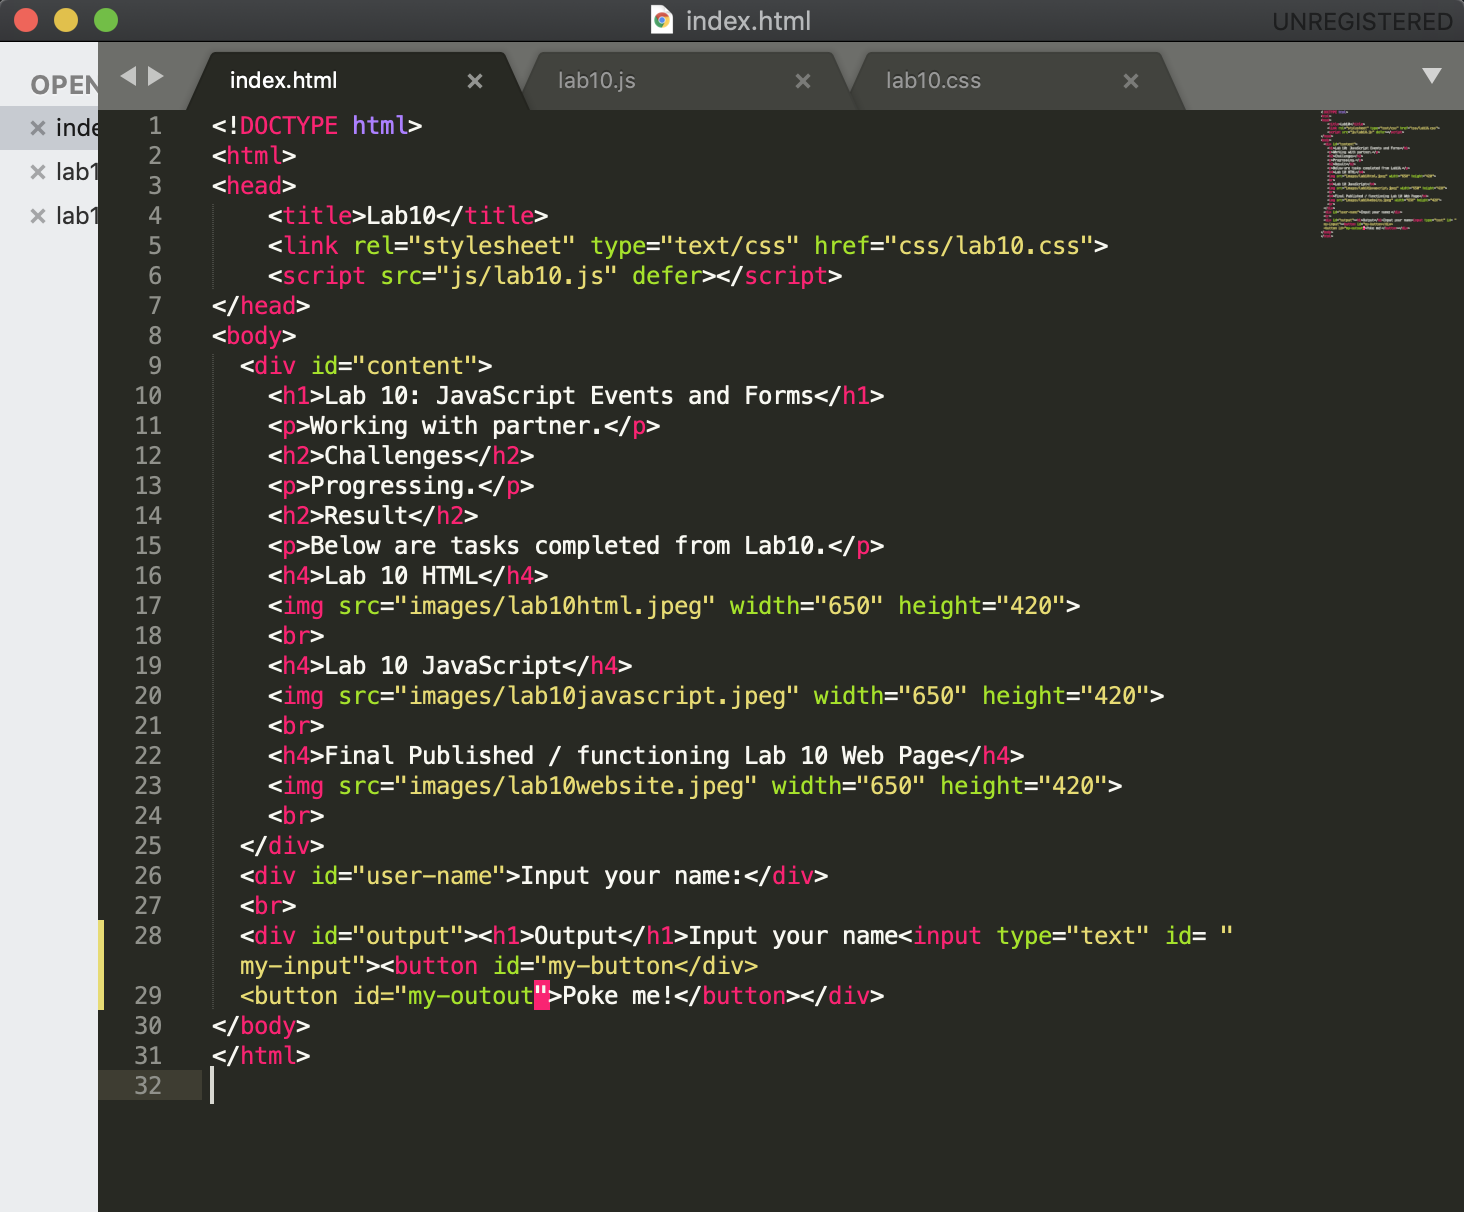 index.html
UNREGISTERED
OPEN
index.html
lab10.js
lab10.css
inde
lab1
lab1
1 <!DOCTYPE html>
2 <html>
3 <head>
4     <title>Lab10</title>
5     <link rel="stylesheet" type="text/css" href="css/lab10.css">
6     <script src="js/lab10.js" defer></script>
7 </head>
8 <body>
9   <div id="content">
10     <h1>Lab 10: JavaScript Events and Forms</h1>
11     <p>Working with partner.</p>
12     <h2>Challenges</h2>
13     <p>Progressing.</p>
14     <h2>Result</h2>
15     <p>Below are tasks completed from Lab10.</p>
16     <h4>Lab 10 HTML</h4>
17     <img src="images/lab10html.jpeg" width="650" height="420">
18     <br>
19     <h4>Lab 10 JavaScript</h4>
20     <img src="images/lab10javascript.jpeg" width="650" height="420">
21     <br>
22     <h4>Final Published / functioning Lab 10 Web Page</h4>
23     <img src="images/lab10website.jpeg" width="650" height="420">
24     <br>
25   </div>
26   <div id="user-name">Input your name:</div>
27   <br>
28   <div id="output"><h1>Output</h1>Input your name<input type="text" id= "
my-input"><button id="my-button</div>
29   <button id="my-outout">Poke me!</button></div>
30 </body>
31 </html>
32